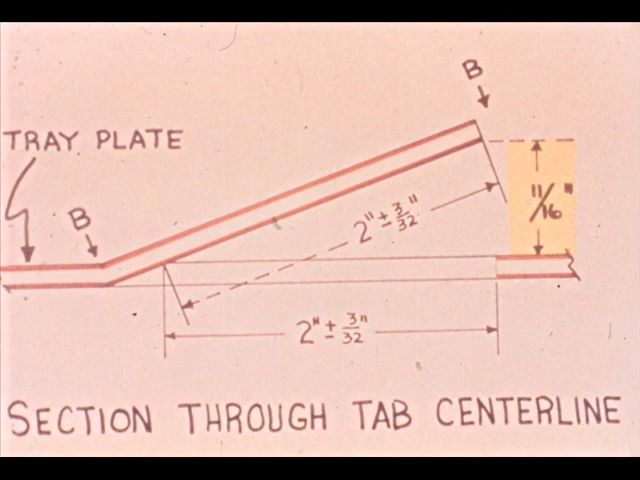 B
TRAY PLATE
11/16"
B
2" ± 3/32"
2" ± 3/32"
SECTION THROUGH TAB CENTERLINE